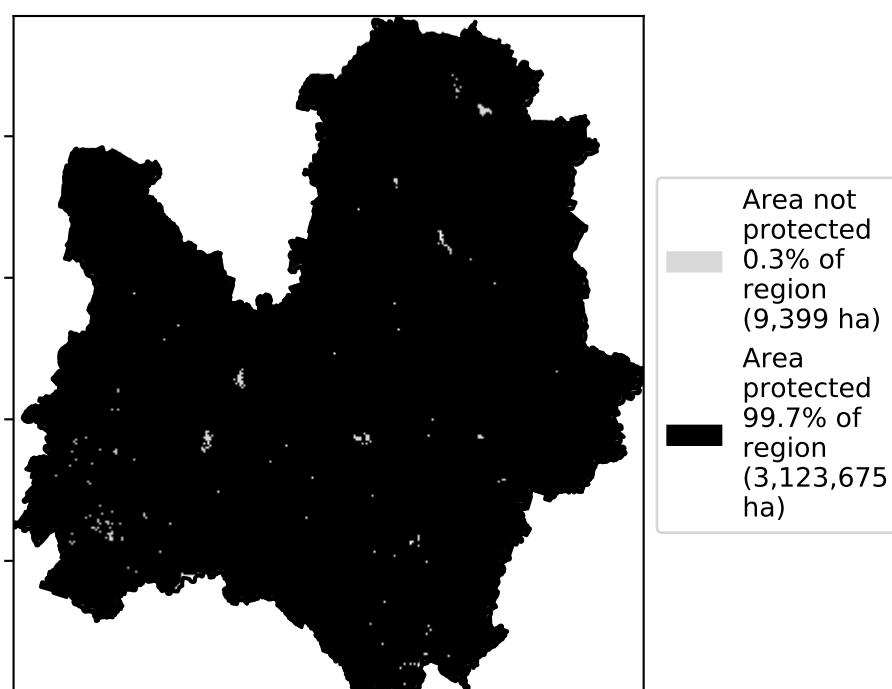 Area not
protected
0.3% of
region
(9,399 ha)
Area
protected
99.7% of
region
(3,123,675
ha)